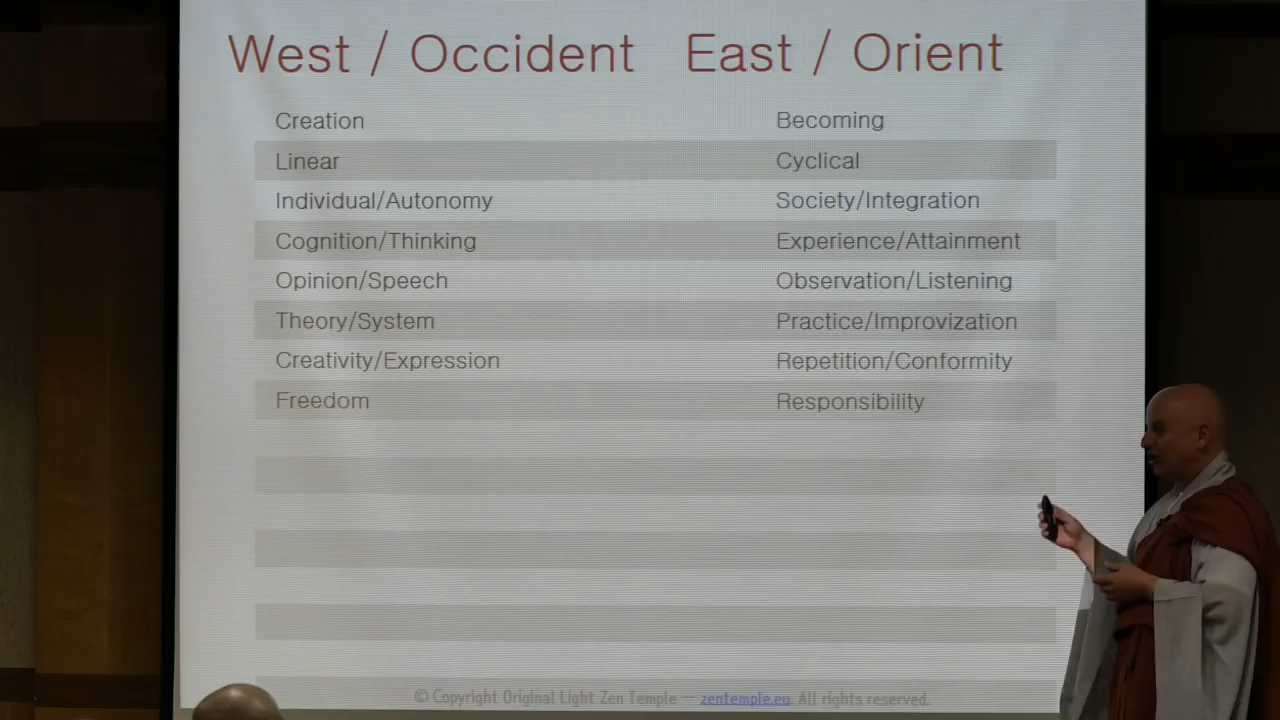 West / Occident East / Orient
Creation Becoming
Linear Cyclical
Individual/Autonomy Society/Integration
Cognition/Thinking Experience/Attainment
Opinion/Speech Observation/Listening
Theory/System Practice/Improvization
Creativity/Expression Repetition/Conformity
Freedom Responsibility
© Copyright Original Light Zen Temple — zentemple.eu. All rights reserved.